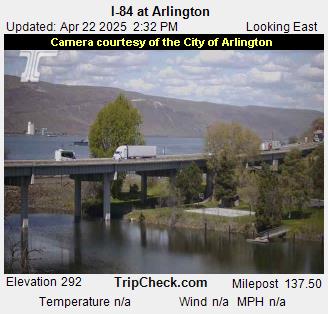 I-84 at Arlington
Updated: Apr 22 2025 2:32 PM Looking East
Camera courtesy of the City of Arlington
Elevation 292 TripCheck.com Milepost 137.50
Temperature n/a Wind n/a MPH n/a